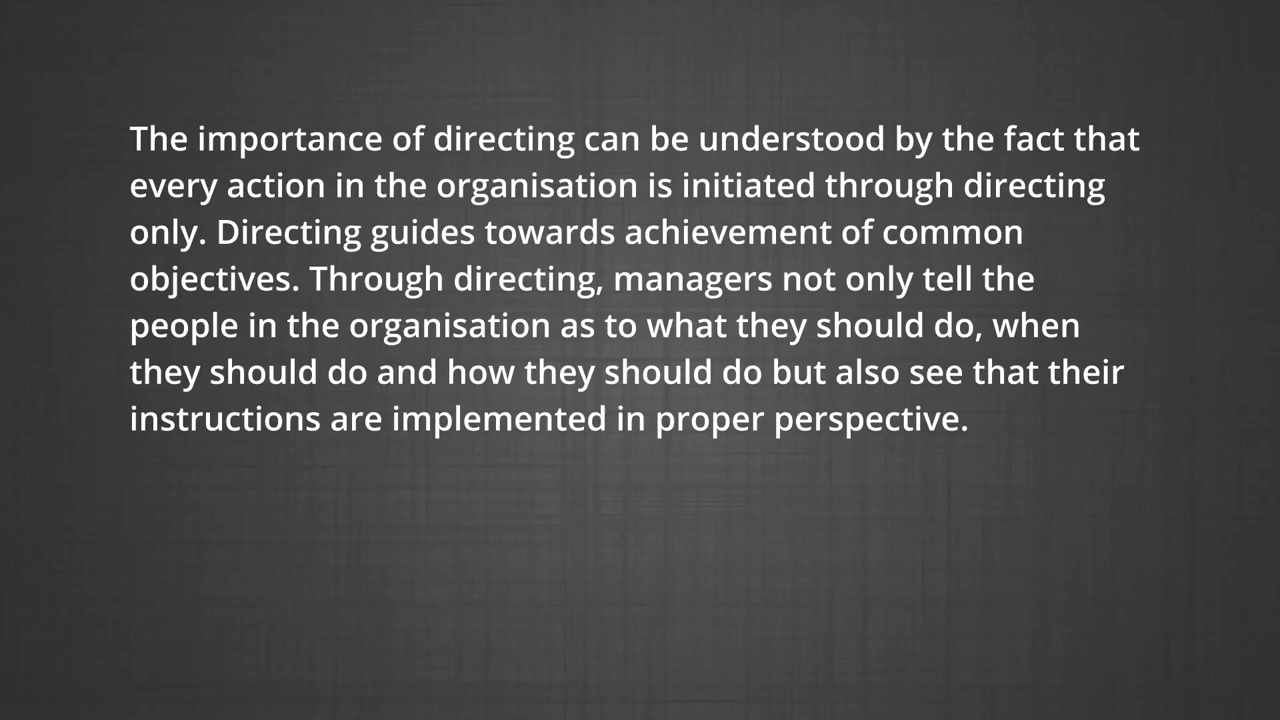 The importance of directing can be understood by the fact that
every action in the organisation is initiated through directing
only. Directing guides towards achievement of common
objectives. Through directing, managers not only tell the
people in the organisation as to what they should do, when
they should do and how they should do but also see that their
instructions are implemented in proper perspective.